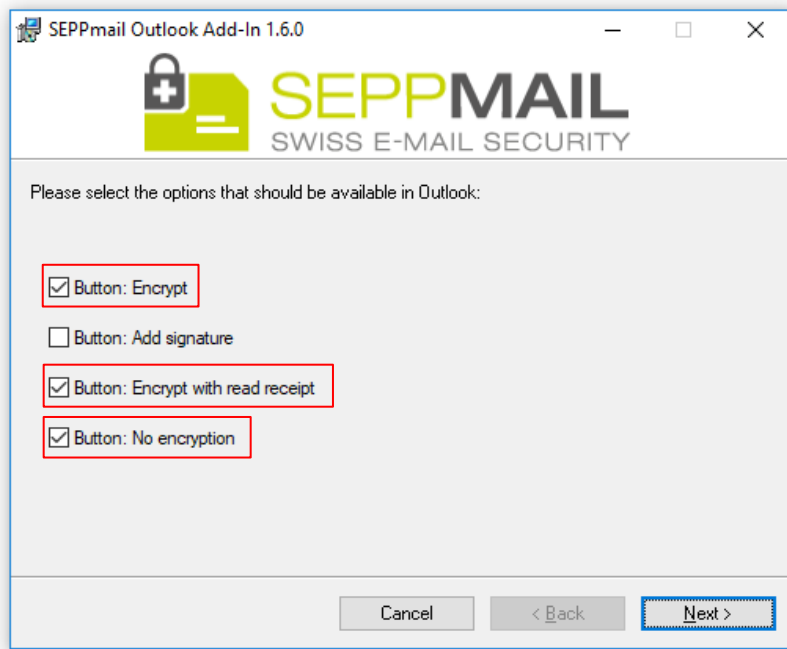 SEPPmail Outlook Add-In 1.6.0
SEPPMAIL
SWISS E-MAIL SECURITY
Please select the options that should be available in Outlook:
Button: Encrypt
Button: Add signature
Button: Encrypt with read receipt
Button: No encryption
Cancel < Back Next >